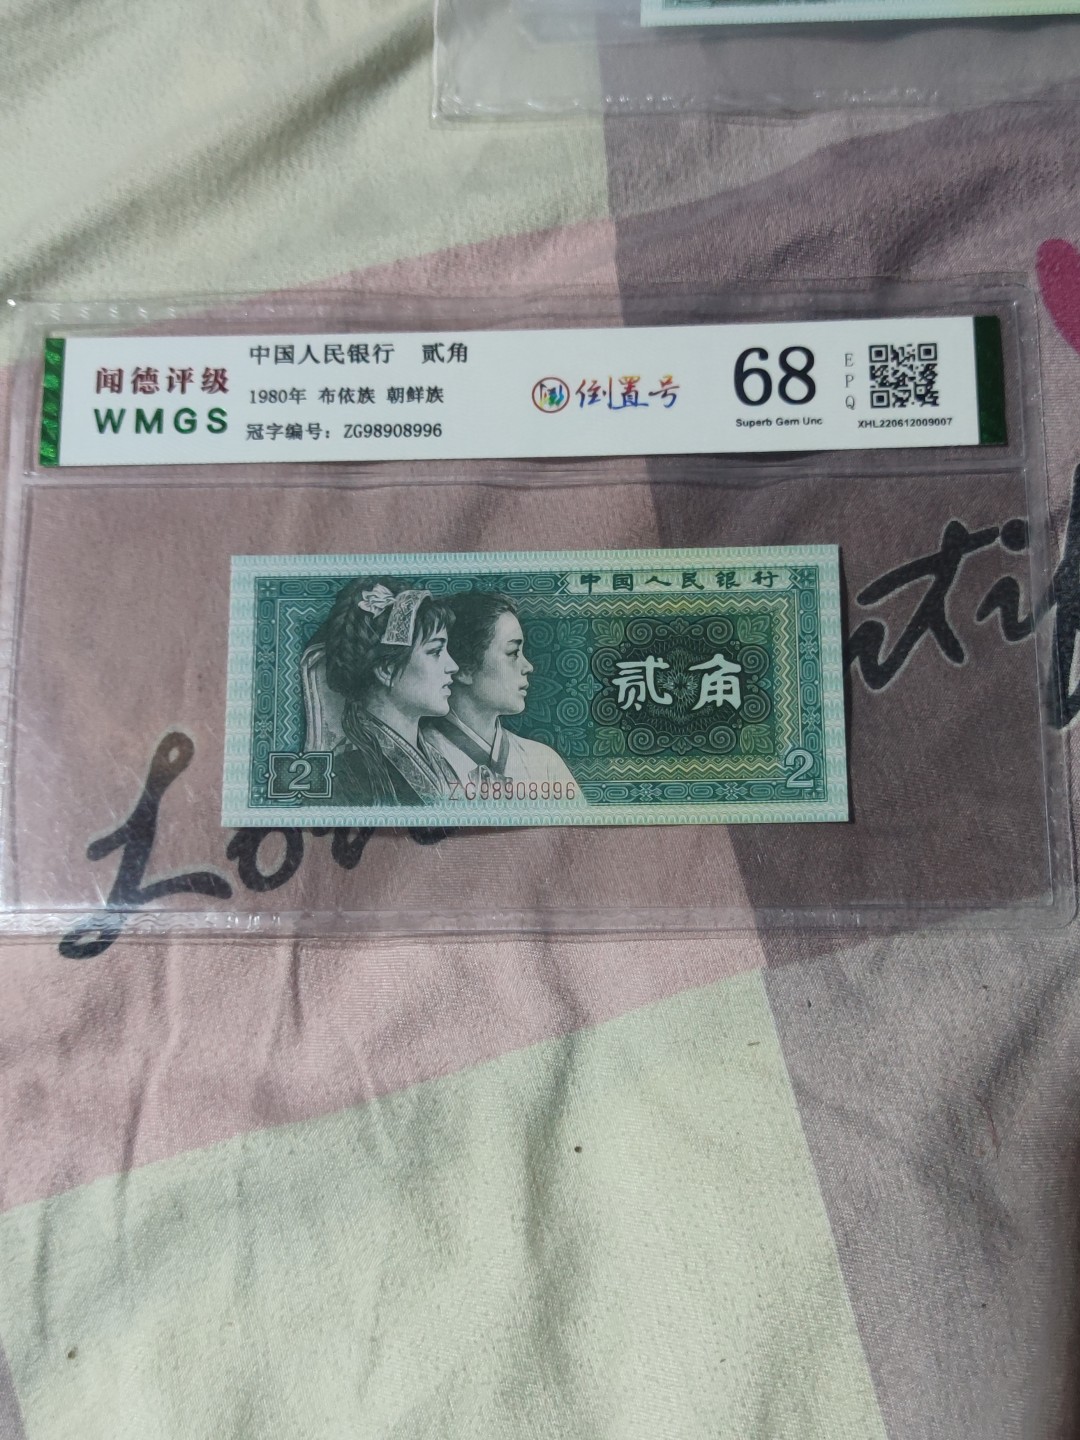 闻德评级
WMGS
中国人民银行 贰角
1980年 布依族 朝鲜族
冠字编号：ZG98908996
倒置号
68
Superb Gem Unc
EPQ
XHL220612009007
中国人民银行
贰角
2
ZG98908996
2